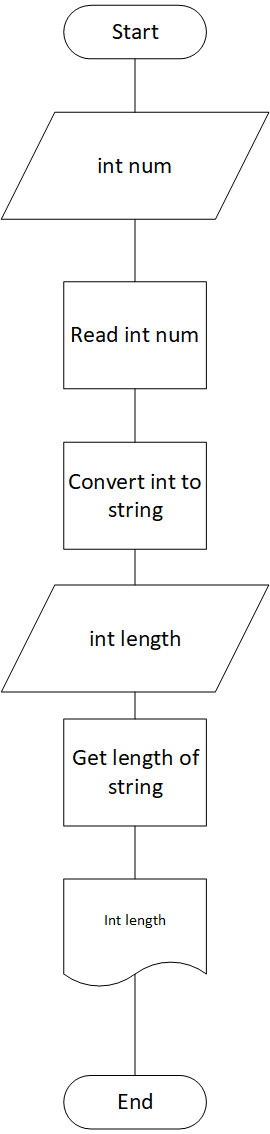 Start
int num
Read int num
Convert int to
string
int length
Get length of
string
Int length
End